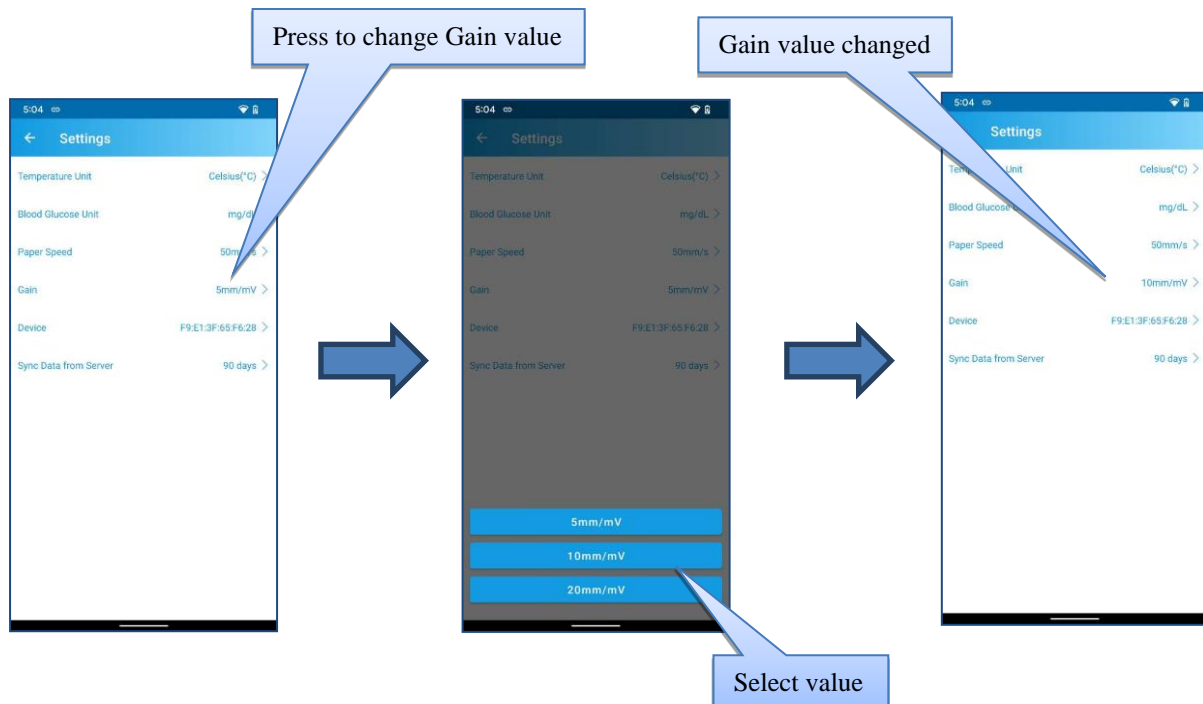 Press to change Gain value
Gain value changed
5:04
Settings
Temperature Unit Celsius(°C)
Blood Glucose Unit mg/dL
Paper Speed 50mm/s
Gain 5mm/mV
Device F9:E1:3F:65:F6:28
Sync Data from Server 90 days
5:04
Settings
Temperature Unit Celsius(°C)
Blood Glucose Unit mg/dL
Paper Speed 50mm/s
Gain 5mm/mV
Device F9:E1:3F:65:F6:28
Sync Data from Server 90 days
5mm/mV
10mm/mV
20mm/mV
Select value
5:04
Settings
Temperature Unit Celsius(°C)
Blood Glucose Unit mg/dL
Paper Speed 50mm/s
Gain 10mm/mV
Device F9:E1:3F:65:F6:28
Sync Data from Server 90 days